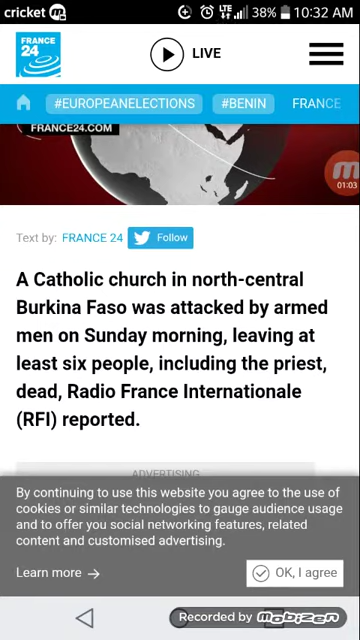 cricket 38% 10:32 AM
LTE
FRANCE
24
LIVE
#EUROPEANELECTIONS #BENIN FRANCE
FRANCE24.COM
01:03
Text by: FRANCE 24 Follow
A Catholic church in north-central
Burkina Faso was attacked by armed
men on Sunday morning, leaving at
least six people, including the priest,
dead, Radio France Internationale
(RFI) reported.
ADVERTISING
By continuing to use this website you agree to the use of
cookies or similar technologies to gauge audience usage
and to offer you social networking features, related
content and customised advertising.
Learn more → OK, I agree
Recorded by Mobizen